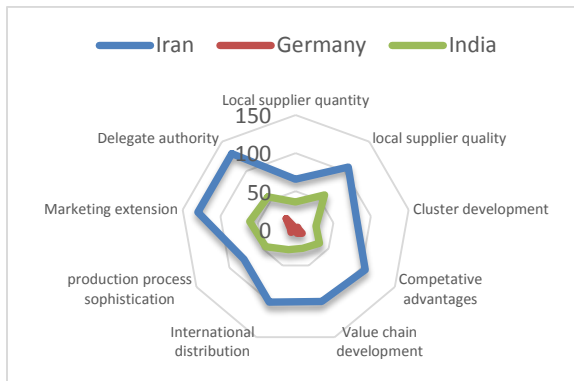 Iran Germany India
Local supplier quantity
150
100
50
0
local supplier quality
Cluster development
Competative
advantages
Value chain
development
International
distribution
production process
sophistication
Marketing extension
Delegate authority